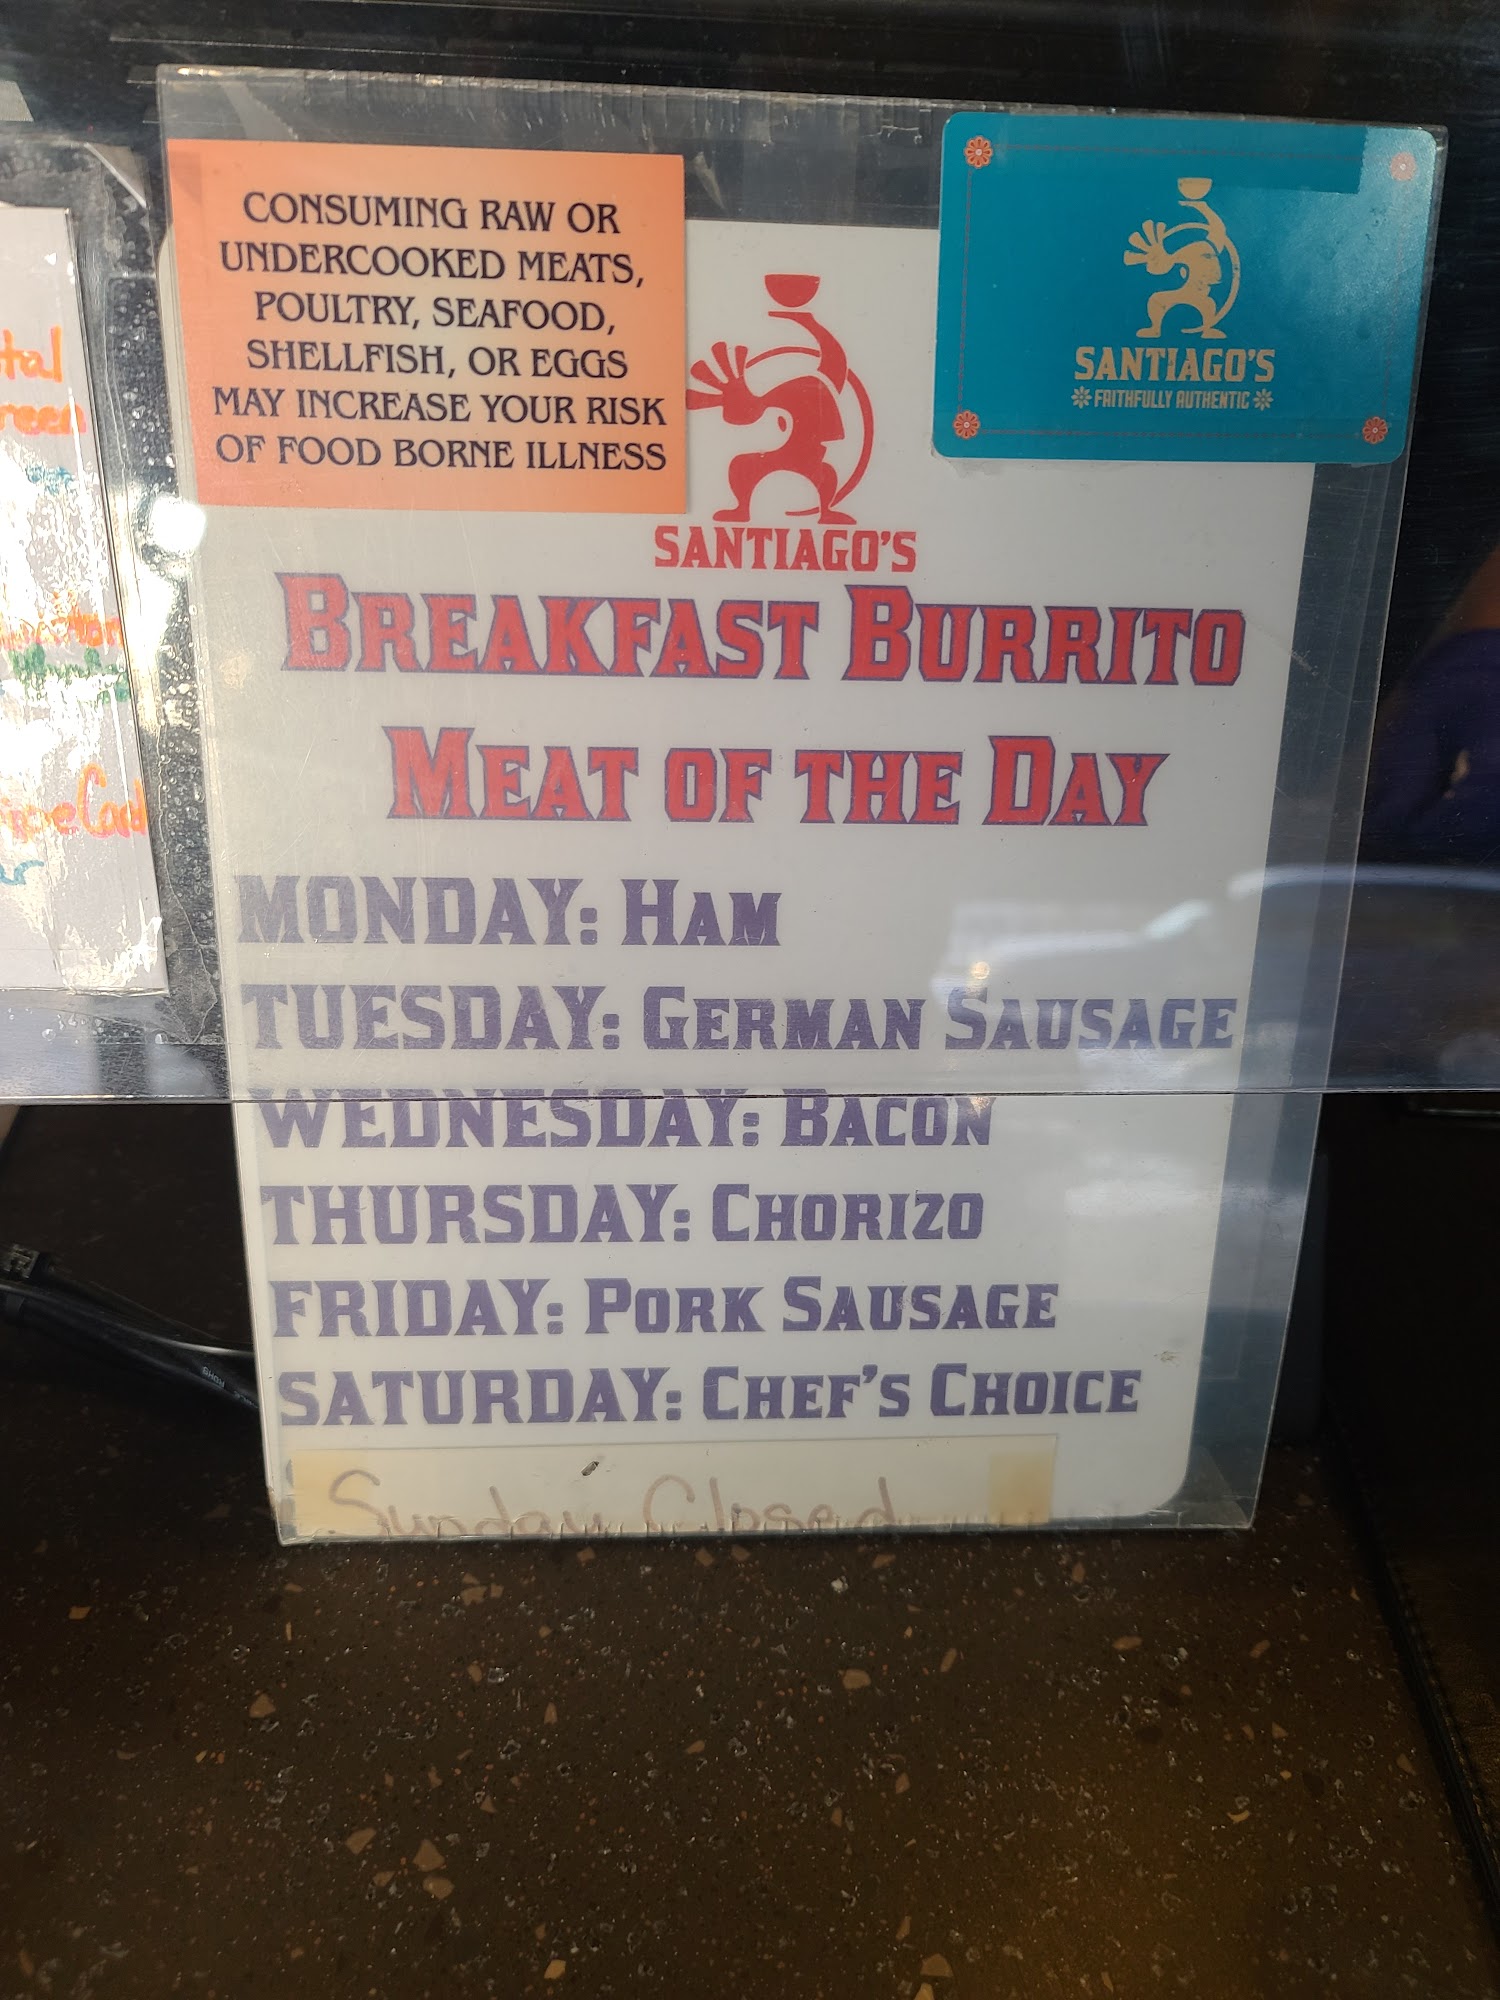 CONSUMING RAW OR
UNDERCOOKED MEATS,
POULTRY, SEAFOOD,
SHELLFISH, OR EGGS
MAY INCREASE YOUR RISK
OF FOOD BORNE ILLNESS
SANTIAGO'S
FAITHFULLY AUTHENTIC
SANTIAGO'S
BREAKFAST BURRITO
MEAT OF THE DAY
MONDAY: HAM
TUESDAY: GERMAN SAUSAGE
WEDNESDAY: BACON
THURSDAY: CHORIZO
FRIDAY: PORK SAUSAGE
SATURDAY: CHEF'S CHOICE
Sunday Closed